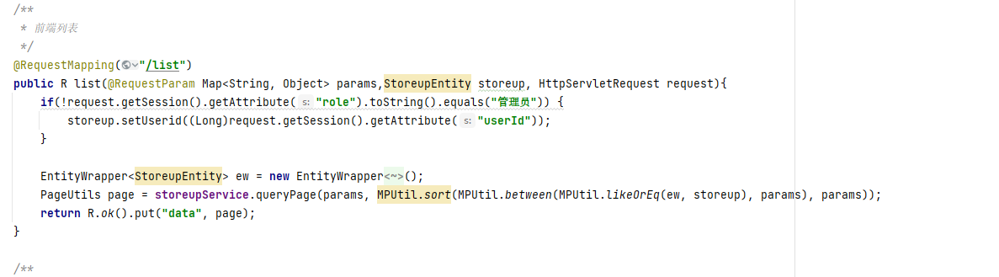 /**
 * 前端列表
 */
@RequestMapping("/list")
public R list(@RequestParam Map<String, Object> params,StoreupEntity storeup, HttpServletRequest request){
    if(!request.getSession().getAttribute( s: "role").toString().equals("管理员")) {
        storeup.setUserid((Long)request.getSession().getAttribute( s: "userId"));
    }
    EntityWrapper<StoreupEntity> ew = new EntityWrapper<~>();
    PageUtils page = storeupService.queryPage(params, MPUtil.sort(MPUtil.between(MPUtil.likeOrEq(ew, storeup), params), params));
    return R.ok().put("data", page);
}
/**